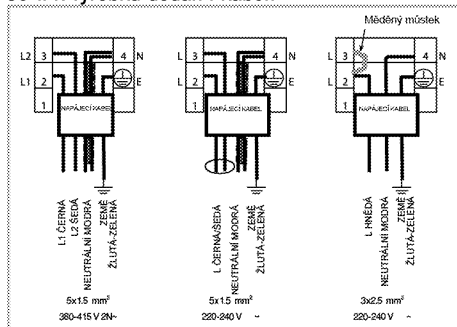 Měděný můstek
L2 3 4 N
L1 2 E
1
NAPÁJECÍ KABEL
L1 ČERNÁ
L2 ŠEDÁ
NEUTRÁLNÍ MODRÁ
ZEMĚ
ŽLUTÁ-ZELENÁ
5x1.5 mm²
380-415 V 2N~
L 3 4 N
L 2 E
1
NAPÁJECÍ KABEL
L ČERNÁ/ŠEDÁ
NEUTRÁLNÍ MODRÁ
ZEMĚ
ŽLUTÁ-ZELENÁ
5x1.5 mm²
220-240 V ~
L 3 4 N
L 2 E
1
NAPÁJECÍ KABEL
L HNĚDÁ
NEUTRÁLNÍ MODRÁ
ZEMĚ
ŽLUTÁ-ZELENÁ
3x2.5 mm²
220-240 V ~